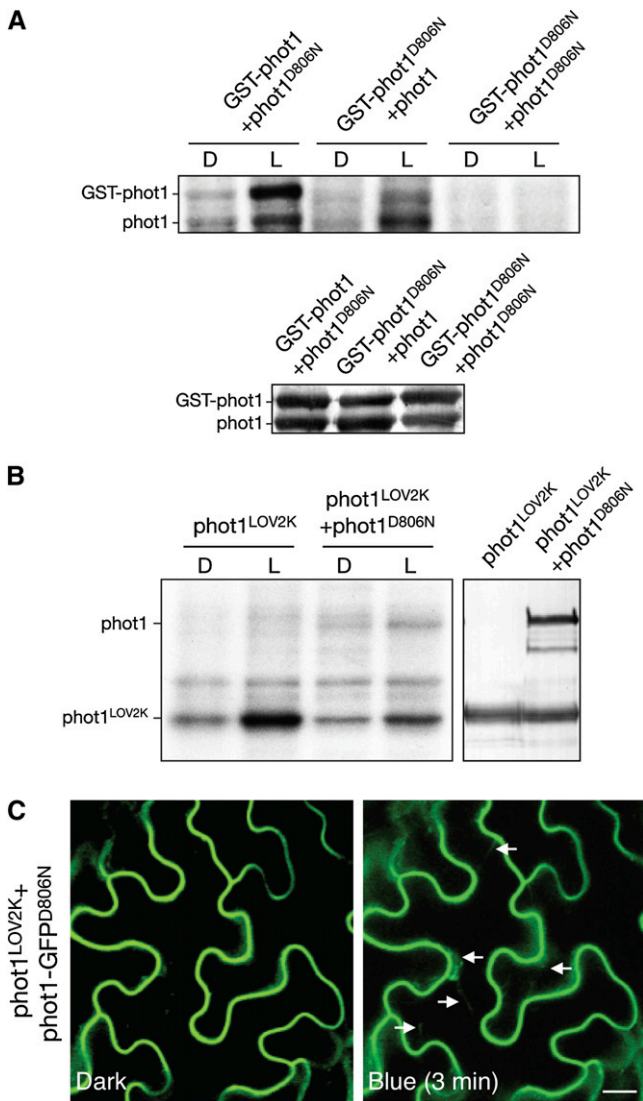 A
GST-phot1
+phot1D806N
GST-phot1D806N
+phot1
GST-phot1D806N
+phot1D806N
D L D L D L
GST-phot1
phot1
GST-phot1
+phot1D806N
GST-phot1D806N
+phot1
GST-phot1D806N
+phot1D806N
GST-phot1
phot1
B
phot1LOV2K
phot1LOV2K
+phot1D806N
D L D L
phot1LOV2K
phot1LOV2K
+phot1D806N
phot1
phot1LOV2K
C
phot1LOV2K+
phot1-GFPD806N
Dark
Blue (3 min)